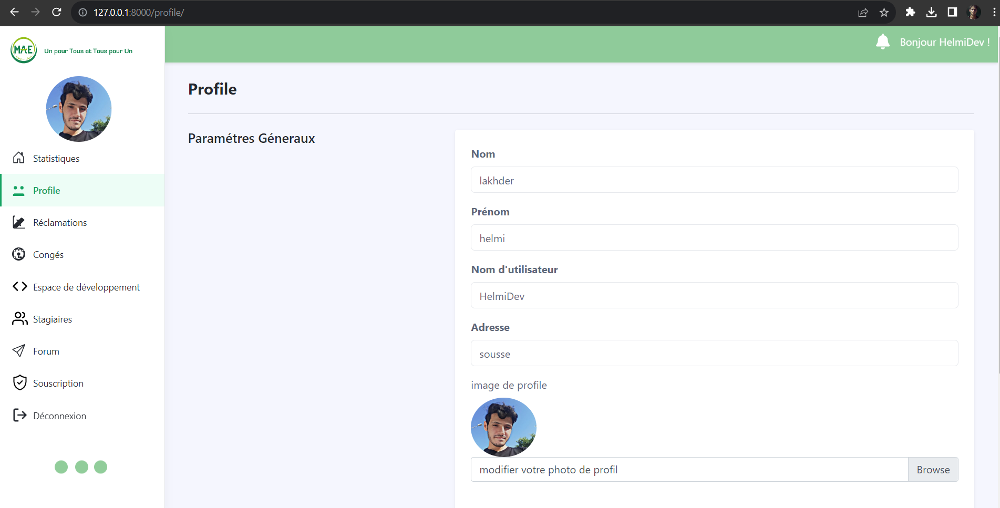 127.0.0.1:8000/profile/
MAE
Un pour Tous et Tous pour Un
Bonjour HelmiDev !
Statistiques
Profile
Réclamations
Congés
Espace de développement
Stagiaires
Forum
Souscription
Déconnexion
Profile
Paramétres Géneraux
Nom
lakhder
Prénom
helmi
Nom d'utilisateur
HelmiDev
Adresse
sousse
image de profile
modifier votre photo de profil
Browse